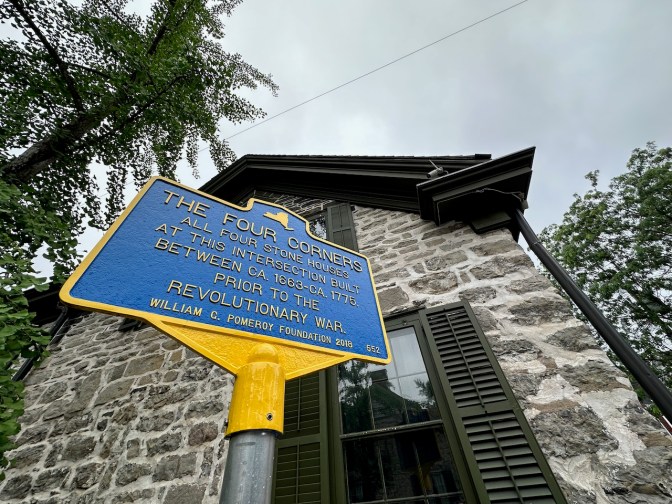 THE FOUR CORNERS
ALL FOUR STONE HOUSES
AT THIS INTERSECTION BUILT
BETWEEN CA. 1663-CA. 1775.
PRIOR TO THE
REVOLUTIONARY WAR.
WILLIAM G. POMEROY FOUNDATION 2018 552